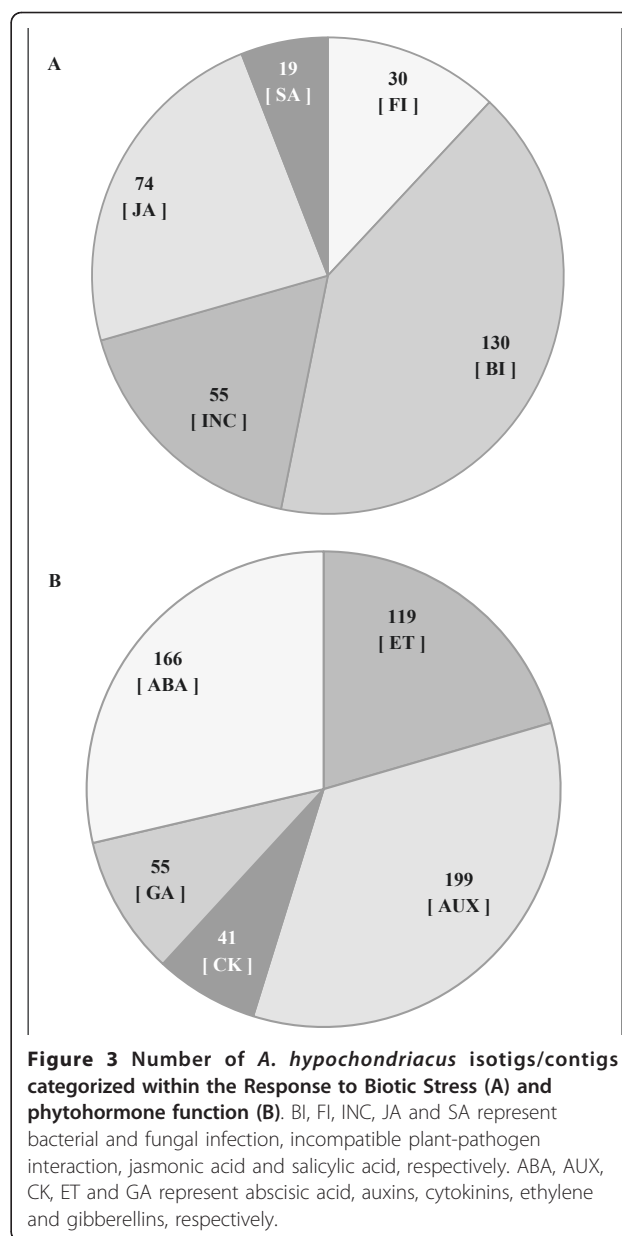 A
19
[ SA ]
30
[ FI ]
74
[ JA ]
130
[ BI ]
55
[ INC ]
B
119
[ ET ]
166
[ ABA ]
55
[ GA ]
199
[ AUX ]
41
[ CK ]
Figure 3 Number of A. hypochondriacus isotigs/contigs
categorized within the Response to Biotic Stress (A) and
phytohormone function (B). BI, FI, INC, JA and SA represent
bacterial and fungal infection, incompatible plant-pathogen
interaction, jasmonic acid and salicylic acid, respectively. ABA, AUX,
CK, ET and GA represent abscisic acid, auxins, cytokinins, ethylene
and gibberellins, respectively.